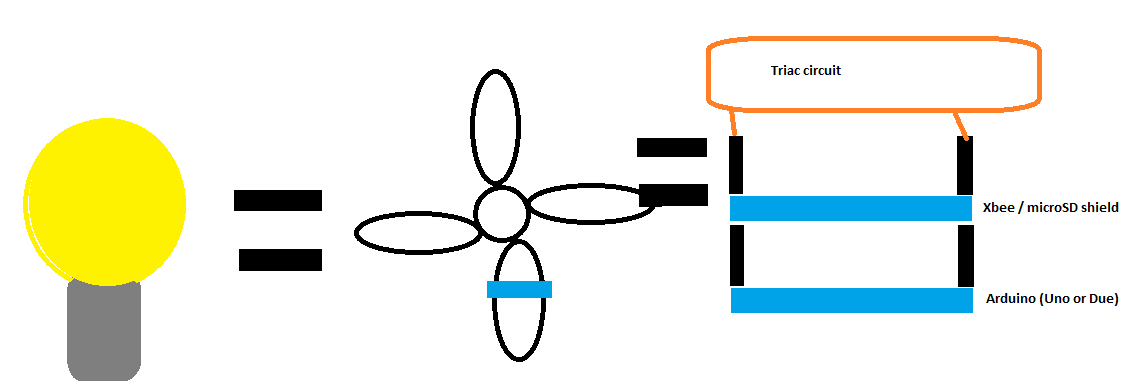 Triac circuit
Xbee / microSD shield
Arduino (Uno or Due)